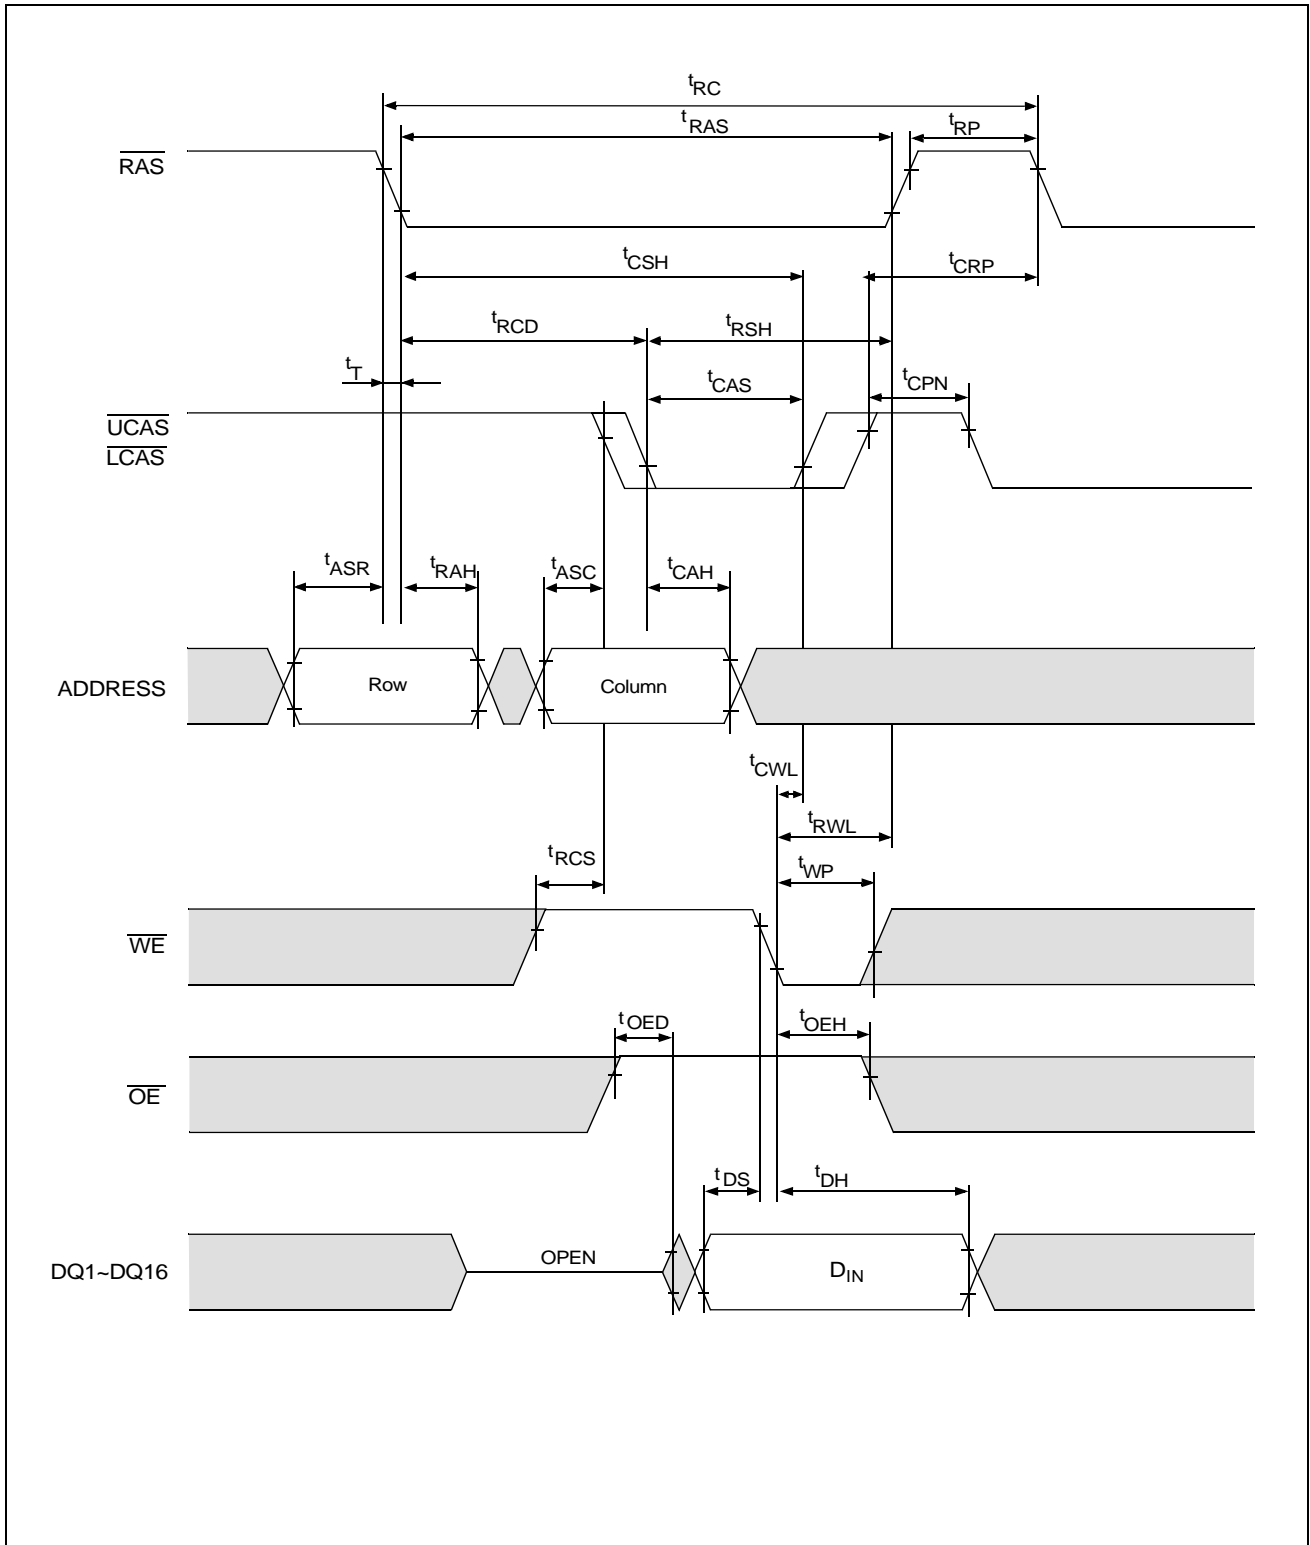 tRC
tRAS
tRP
RAS
tCSH
tCRP
tRCD
tRSH
tT
tCAS
tCPN
UCAS
LCAS
tASR
tRAH
tASC
tCAH
ADDRESS
Row
Column
tCWL
tRWL
tRCS
tWP
WE
tOED
tOEH
OE
tDS
tDH
DQ1~DQ16
OPEN
DIN